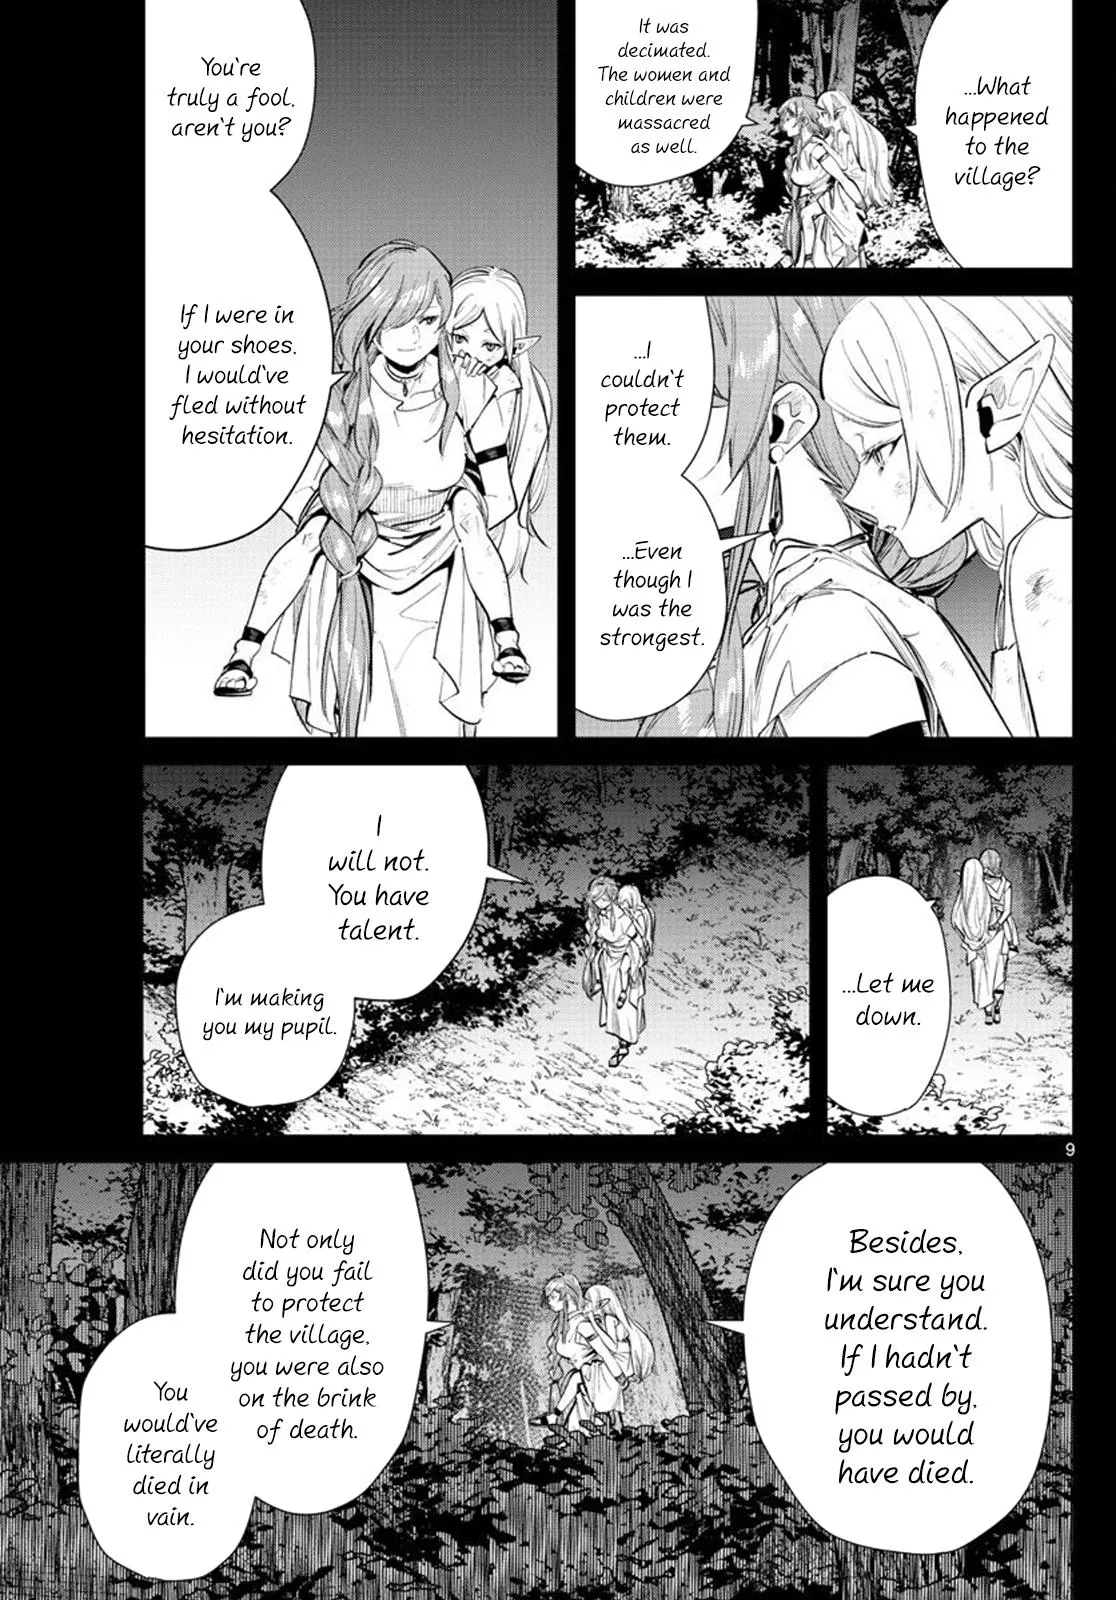 ...What
happened
to the
village?
It was
decimated.
The women and
children were
massacred
as well.
...I
couldn't
protect
them.
...Even
though I
was the
strongest.
You're
truly a fool,
aren't you?
If I were in
your shoes,
I would've
fled without
hesitation.
...Let me
down.
I
will not.
You have
talent.
I'm making
you my pupil.
9
Besides,
I'm sure you
understand.
If I hadn't
passed by,
you would
have died.
Not only
did you fail
to protect
the village,
you were also
on the brink
of death.
You
would've
literally
died in
vain.